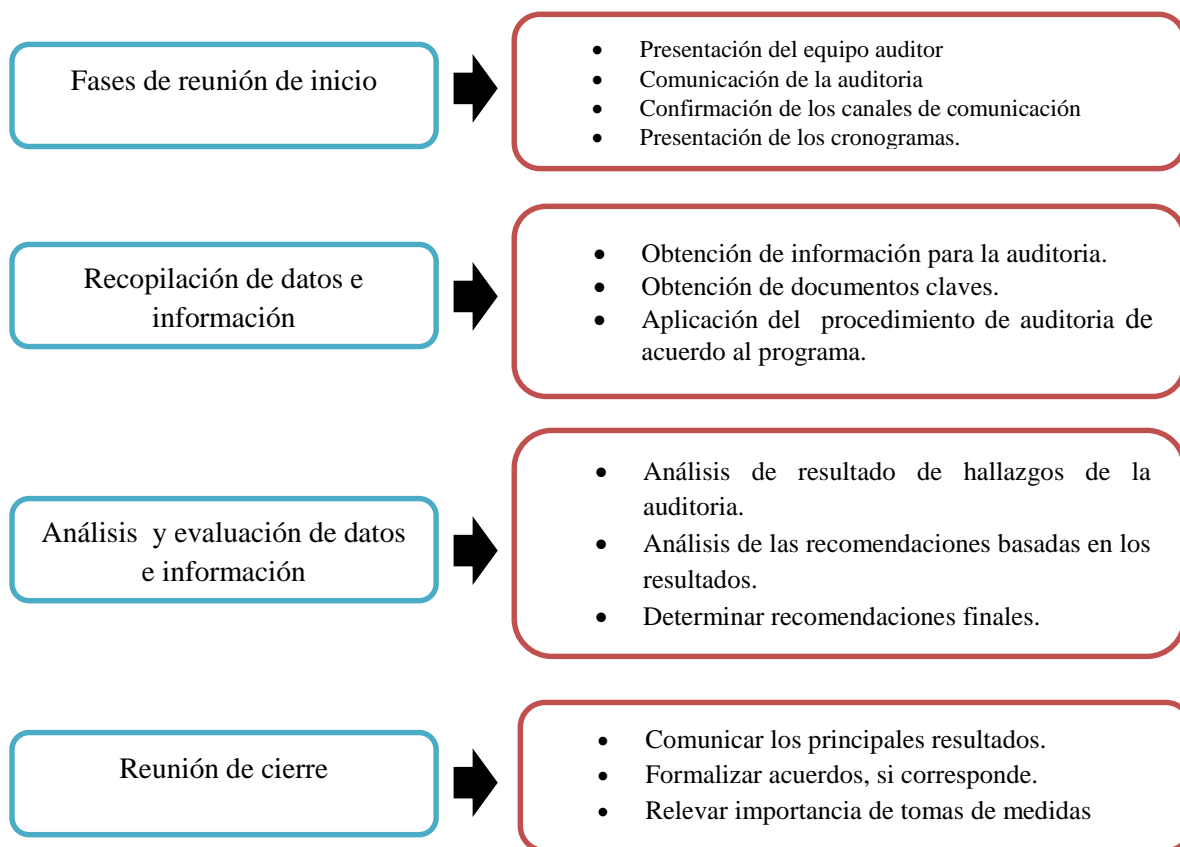 Fases de reunión de inicio
• Presentación del equipo auditor
• Comunicación de la auditoria
• Confirmación de los canales de comunicación
• Presentación de los cronogramas.
Recopilación de datos e
información
• Obtención de información para la auditoria.
• Obtención de documentos claves.
• Aplicación del procedimiento de auditoria de
acuerdo al programa.
Análisis y evaluación de datos
e información
• Análisis de resultado de hallazgos de la
auditoria.
• Análisis de las recomendaciones basadas en los
resultados.
• Determinar recomendaciones finales.
Reunión de cierre
• Comunicar los principales resultados.
• Formalizar acuerdos, si corresponde.
• Relevar importancia de tomas de medidas